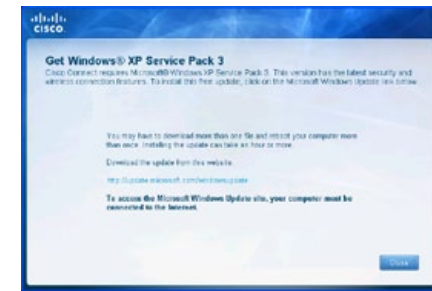 cisco
Get Windows® XP Service Pack 3
Cisco Connect requires Microsoft® Windows XP Service Pack 3. This version has the latest security and
wireless connection features. To install this free update, click on the Microsoft Windows Update link below.
You may have to download more than one file and reboot your computer more
than once. Installing the update can take an hour or more.
Download the update from this website.
http://update.microsoft.com/windowsupdate
To access the Microsoft Windows Update site, your computer must be
connected to the Internet.
Close